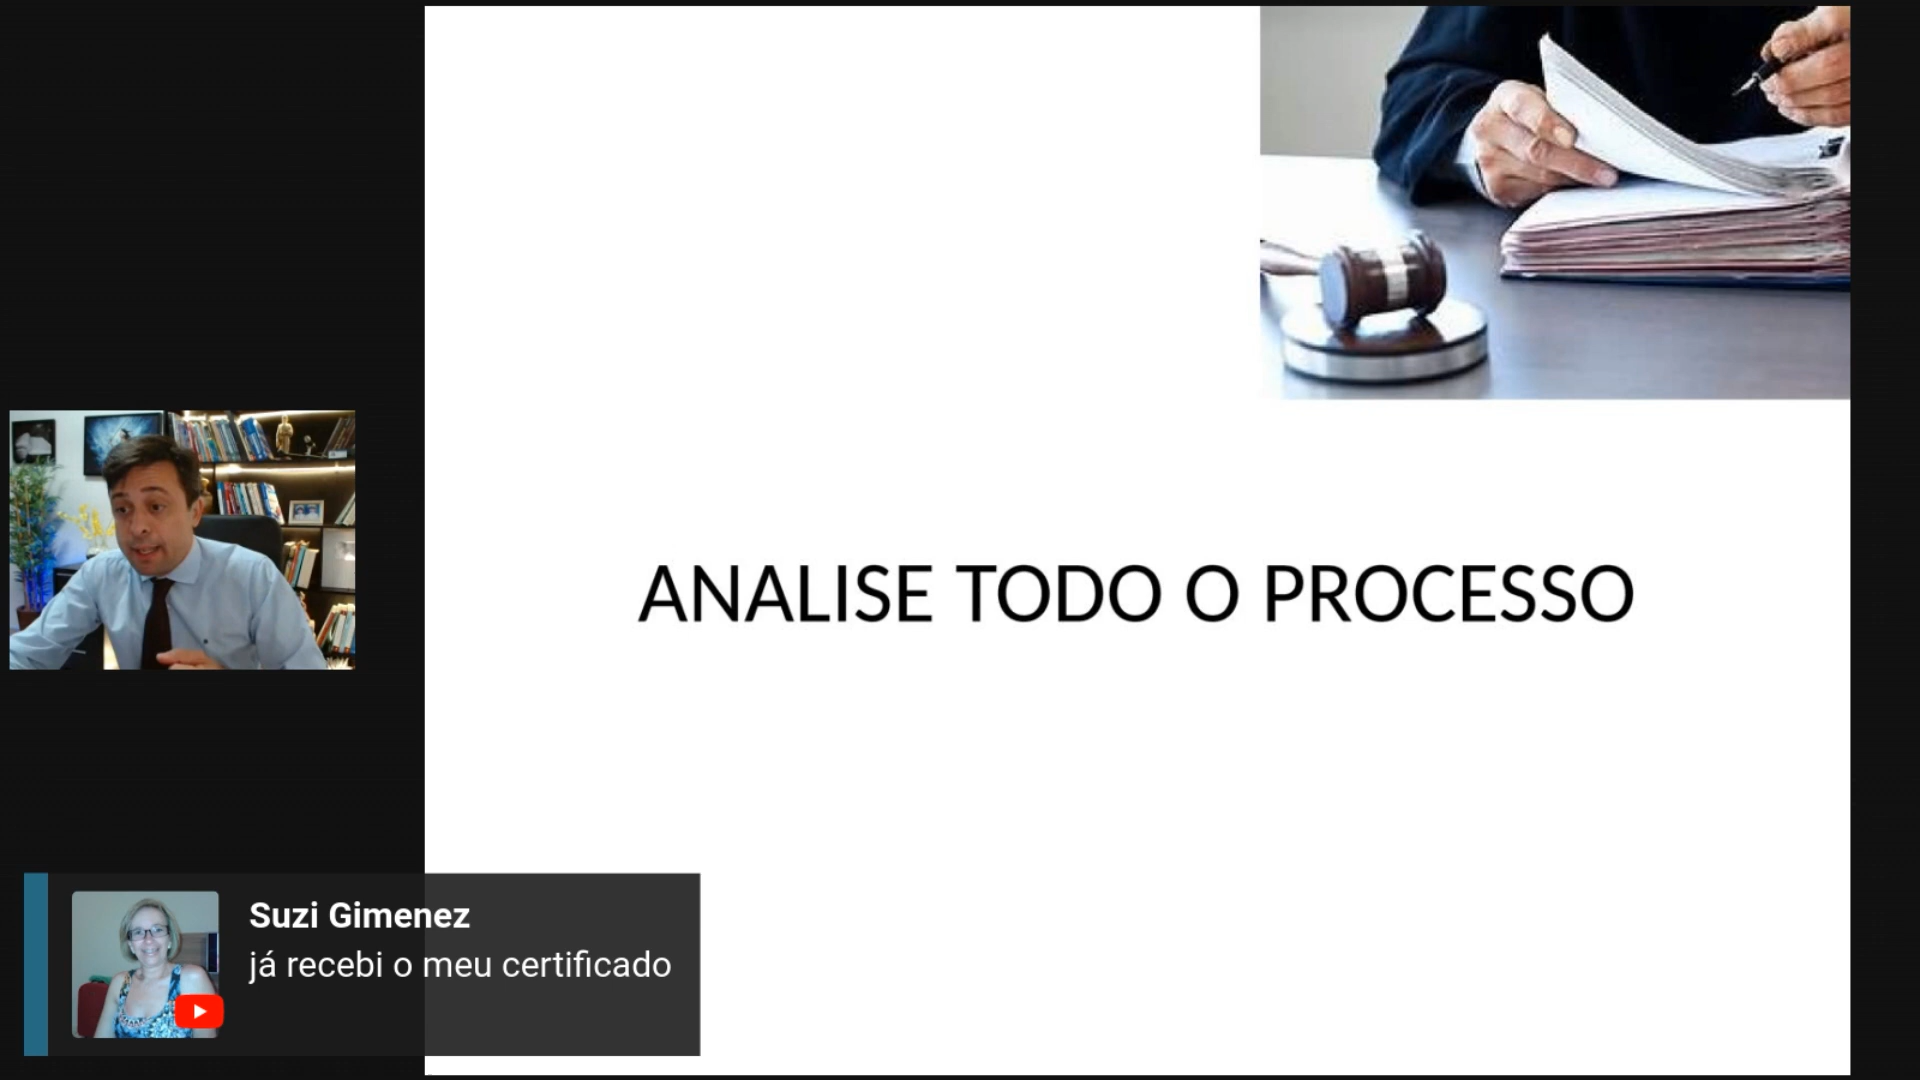 ANALISE TODO O PROCESSO
Suzi Gimenez
já recebi o meu certificado